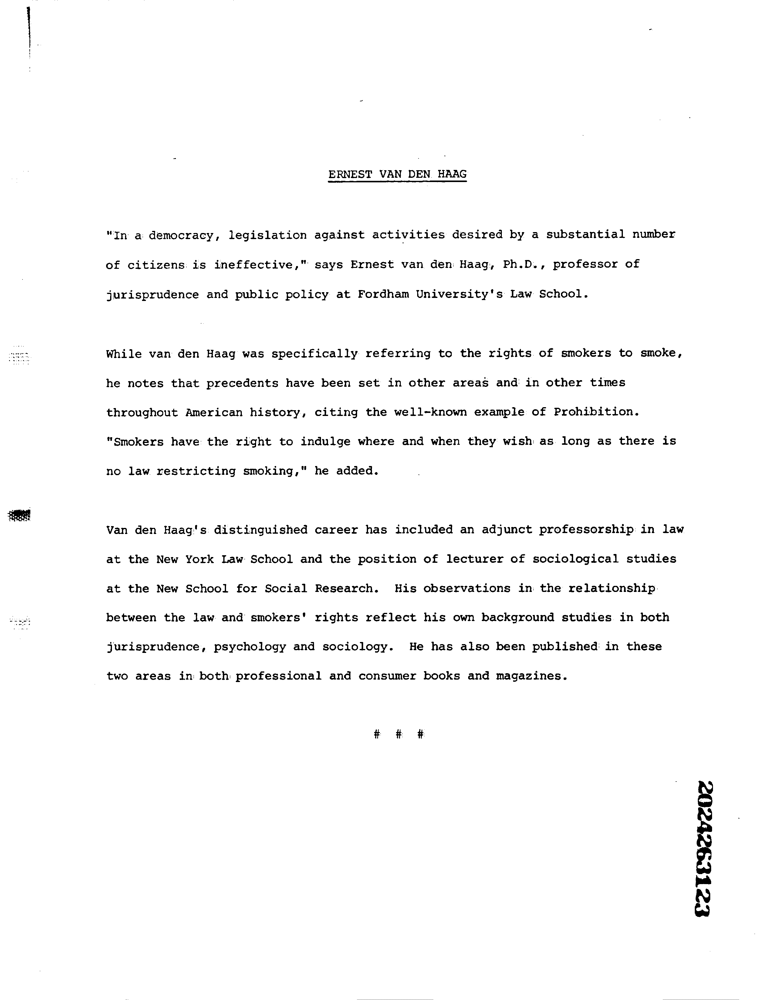 ERNEST VAN DEN HAAG
"In a democracy, legislation against activities desired by a substantial number
of citizens is ineffective," says Ernest van den Haag, Ph.D., professor of
jurisprudence and public policy at Fordham University's Law School.
While van den Haag was specifically referring to the rights of smokers to smoke,
he notes that precedents have been set in other areas and in other times
throughout American history, citing the well-known example of Prohibition.
"Smokers have the right to indulge where and when they wish as long as there is
no law restricting smoking," he added.
Van den Haag's distinguished career has included an adjunct professorship in law
at the New York Law School and the position of lecturer of sociological studies
at the New School for Social Research.  His observations in the relationship
between the law and smokers' rights reflect his own background studies in both
jurisprudence, psychology and sociology.  He has also been published in these
two areas in both professional and consumer books and magazines.
# # #
2024263123